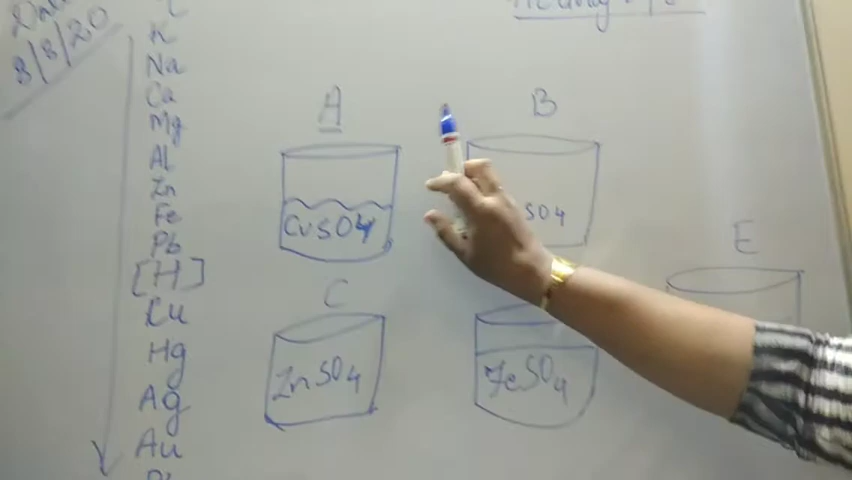 8/8/20
K
Na
Ca
Mg
Al
Zn
Fe
Pb
[H]
Cu
Hg
Ag
Au
A
CuSO4
B
SO4
C
ZnSO4
FeSO4
E